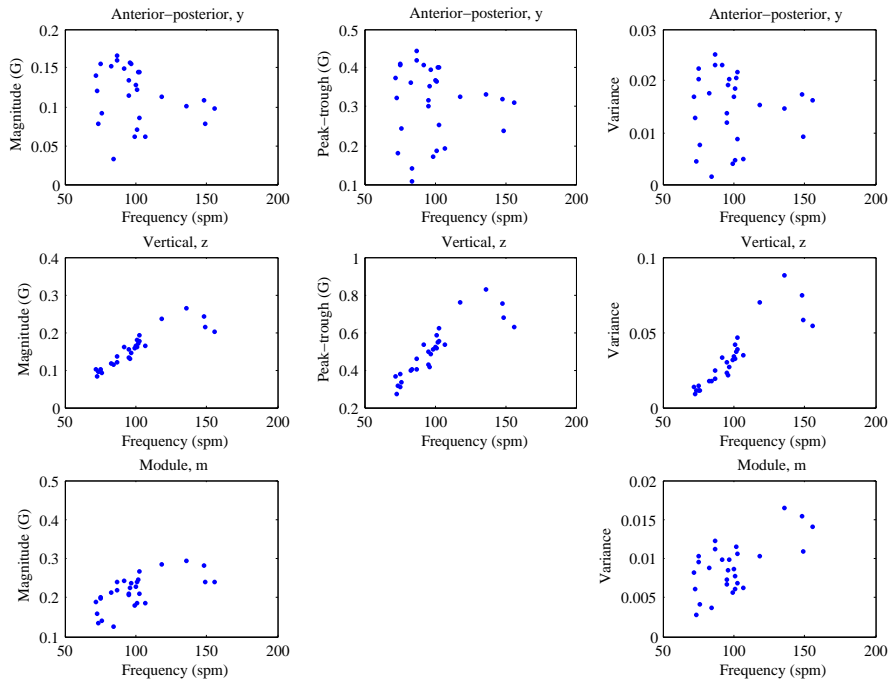 Anterior−posterior, y
Magnitude (G)
0.2
0.15
0.1
0.05
0
50 100 150 200
Frequency (spm)
Anterior−posterior, y
Peak−trough (G)
0.5
0.4
0.3
0.2
0.1
50 100 150 200
Frequency (spm)
Anterior−posterior, y
Variance
0.03
0.02
0.01
0
50 100 150 200
Frequency (spm)
Vertical, z
Magnitude (G)
0.4
0.3
0.2
0.1
0
50 100 150 200
Frequency (spm)
Vertical, z
Peak−trough (G)
1
0.8
0.6
0.4
0.2
50 100 150 200
Frequency (spm)
Vertical, z
Variance
0.1
0.05
0
50 100 150 200
Frequency (spm)
Module, m
Magnitude (G)
0.5
0.4
0.3
0.2
0.1
50 100 150 200
Frequency (spm)
Module, m
Variance
0.02
0.015
0.01
0.005
0
50 100 150 200
Frequency (spm)